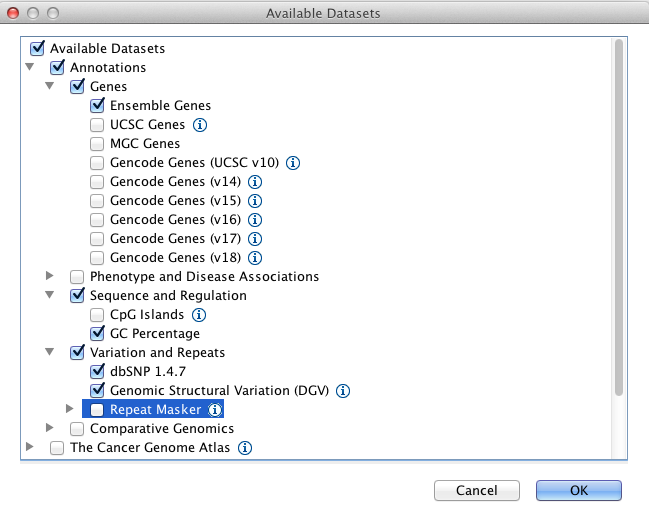 Available Datasets
Available Datasets
Annotations
Genes
Ensemble Genes
UCSC Genes
MGC Genes
Gencode Genes (UCSC v10)
Gencode Genes (v14)
Gencode Genes (v15)
Gencode Genes (v16)
Gencode Genes (v17)
Gencode Genes (v18)
Phenotype and Disease Associations
Sequence and Regulation
CpG Islands
GC Percentage
Variation and Repeats
dbSNP 1.4.7
Genomic Structural Variation (DGV)
Repeat Masker
Comparative Genomics
The Cancer Genome Atlas
Cancel OK